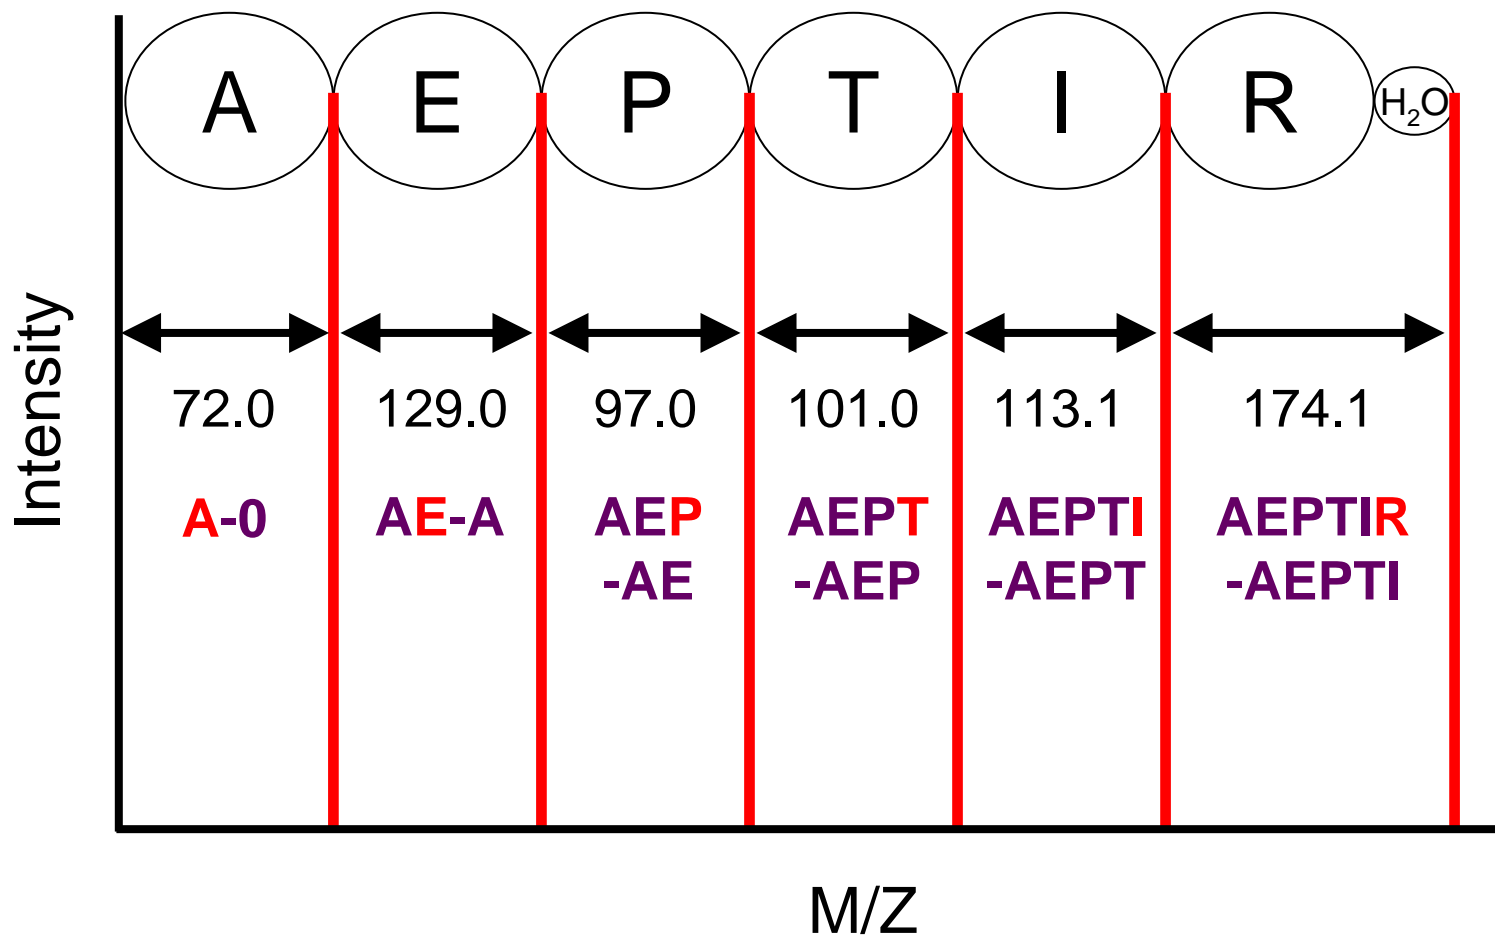 A E P T I R H₂O
Intensity
72.0 129.0 97.0 101.0 113.1 174.1
A-0 AE-A AEP AEPT AEPTI AEPTIR
-AE -AEP -AEPT -AEPTI
M/Z